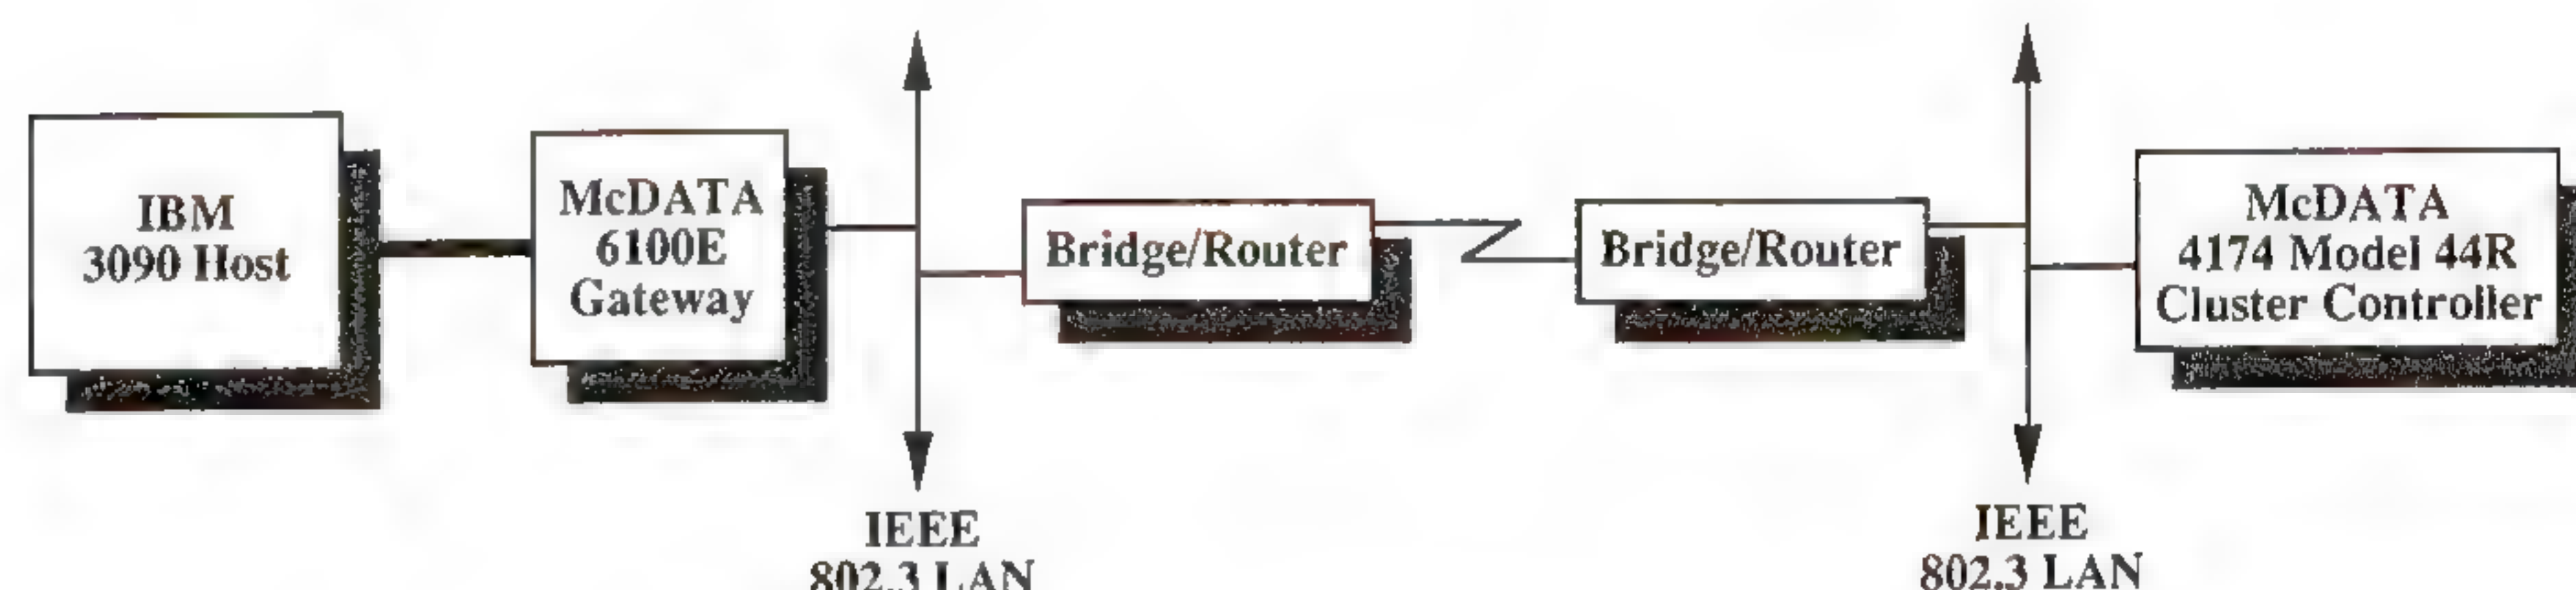 IBM
3090 Host
McDATA
6100E
Gateway
Bridge/Router
Bridge/Router
McDATA
4174 Model 44R
Cluster Controller
IEEE
802.3 LAN
IEEE
802.3 LAN